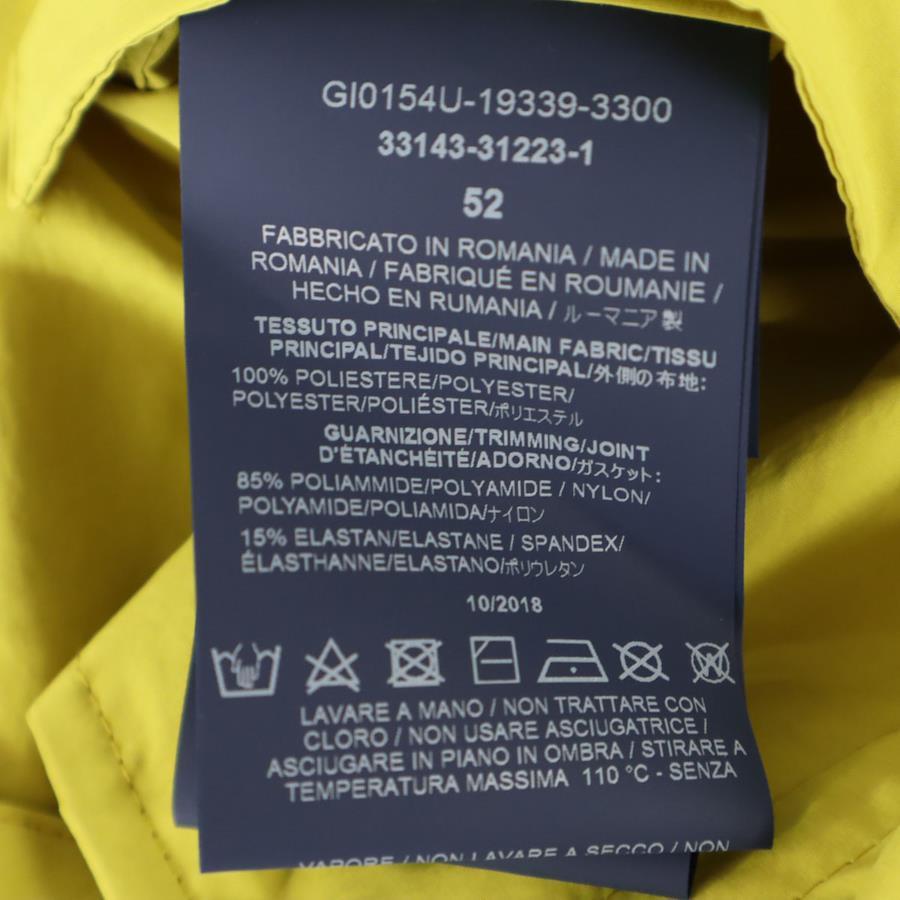 GI0154U-19339-3300
33143-31223-1
52
FABBRICATO IN ROMANIA / MADE IN
ROMANIA / FABRIQUÉ EN ROUMANIE /
HECHO EN RUMANIA / ルーマニア製
TESSUTO PRINCIPALE/MAIN FABRIC/TISSU
PRINCIPAL/TEJIDO PRINCIPAL/外側の布地:
100% POLIESTERE/POLYESTER/
POLYESTER/POLIÉSTER/ポリエステル
GUARNIZIONE/TRIMMING/JOINT
D'ÉTANCHÉITÉ/ADORNO/ガスケット:
85% POLIAMMIDE/POLYAMIDE / NYLON/
POLYAMIDE/POLIAMIDA/ナイロン
15% ELASTAN/ELASTANE / SPANDEX/
ÉLASTHANNE/ELASTANO/ポリウレタン
10/2018
LAVARE A MANO / NON TRATTARE CON
CLORO / NON USARE ASCIUGATRICE /
ASCIUGARE IN PIANO IN OMBRA / STIRARE A
TEMPERATURA MASSIMA 110 °C - SENZA
VAPORE / NON LAVARE A SECCO / NON